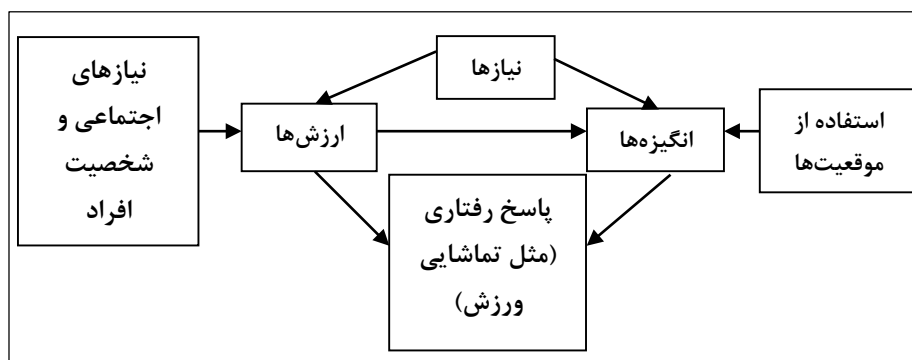 نیازهای
اجتماعی و
شخصیت
افراد
نیازها
ارزش‌ها
انگیزه‌ها
استفاده از
موقعیت‌ها
پاسخ رفتاری
(مثل تماشایی
ورزش)